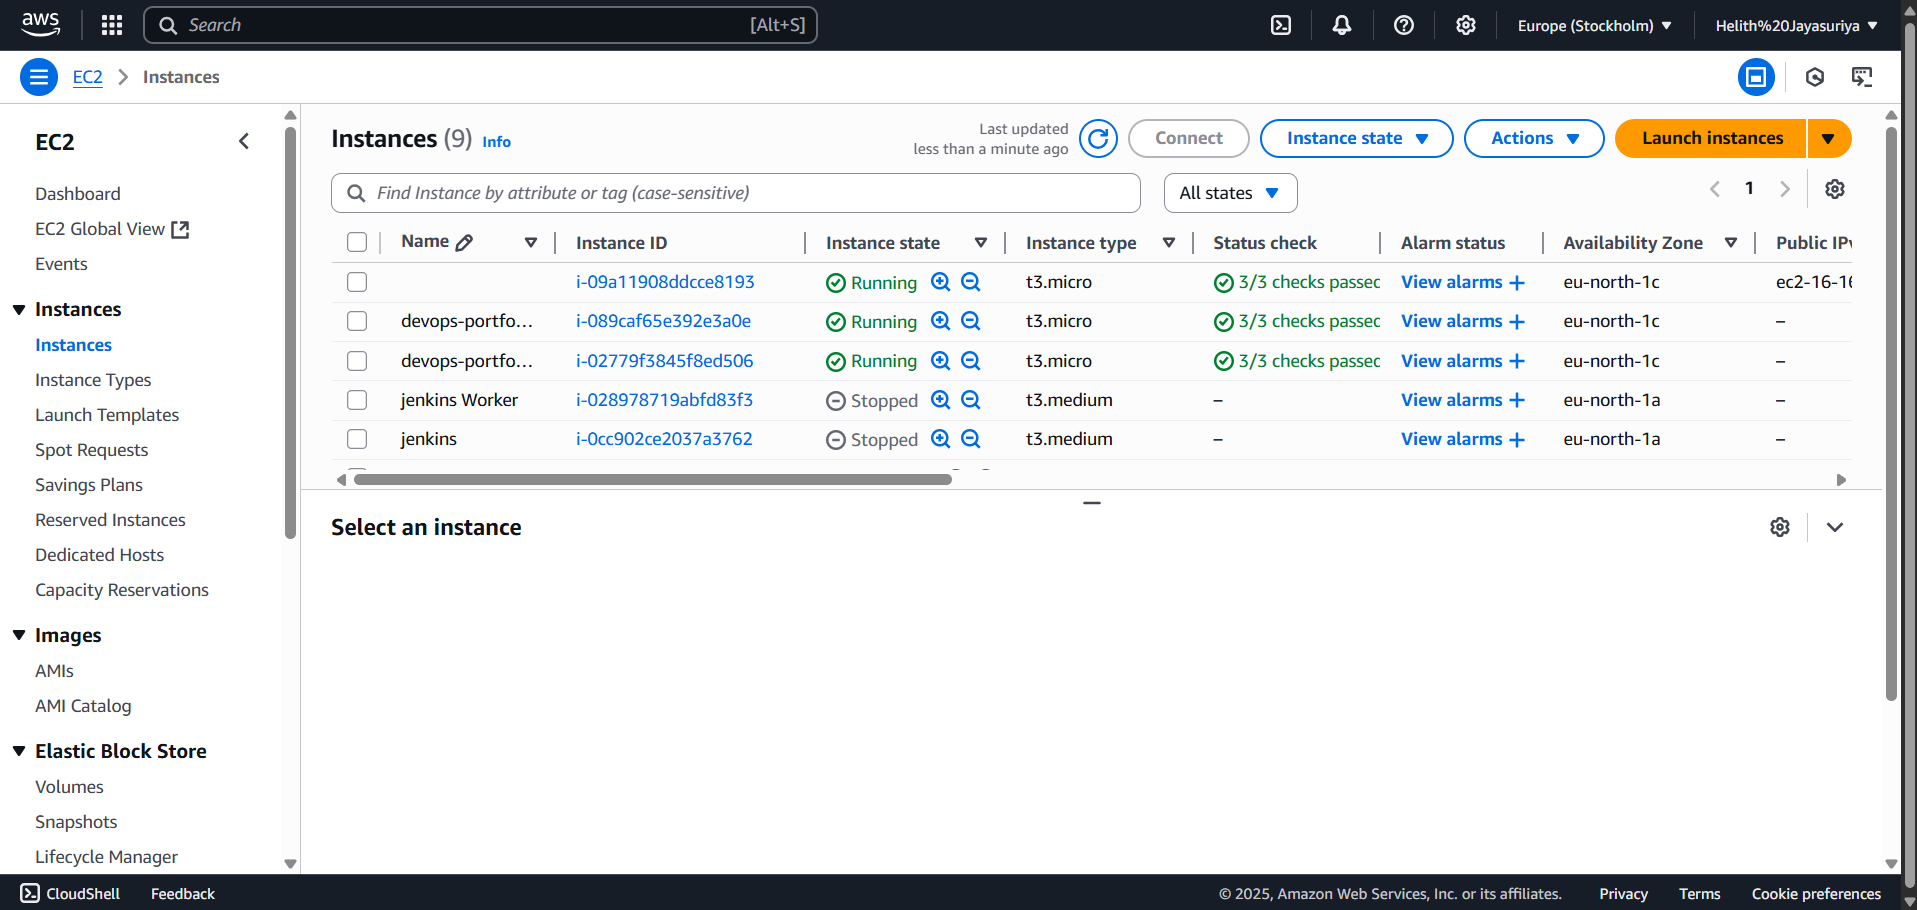 aws
Search [Alt+S]
Europe (Stockholm)
Helith%20Jayasuriya
EC2 Instances
EC2
Dashboard
EC2 Global View
Events
Instances
Instances
Instance Types
Launch Templates
Spot Requests
Savings Plans
Reserved Instances
Dedicated Hosts
Capacity Reservations
Images
AMIs
AMI Catalog
Elastic Block Store
Volumes
Snapshots
Lifecycle Manager
Instances (9) Info
Last updated
less than a minute ago
Connect
Instance state
Actions
Launch instances
Find Instance by attribute or tag (case-sensitive)
All states
1
Name Instance ID Instance state Instance type Status check Alarm status Availability Zone Public IPv
i-09a11908ddcce8193 Running t3.micro 3/3 checks passed View alarms + eu-north-1c ec2-16-16
devops-portfo... i-089caf65e392e3a0e Running t3.micro 3/3 checks passed View alarms + eu-north-1c –
devops-portfo... i-02779f3845f8ed506 Running t3.micro 3/3 checks passed View alarms + eu-north-1c –
jenkins Worker i-028978719abfd83f3 Stopped t3.medium – View alarms + eu-north-1a –
jenkins i-0cc902ce2037a3762 Stopped t3.medium – View alarms + eu-north-1a –
Select an instance
CloudShell
Feedback
© 2025, Amazon Web Services, Inc. or its affiliates.
Privacy
Terms
Cookie preferences